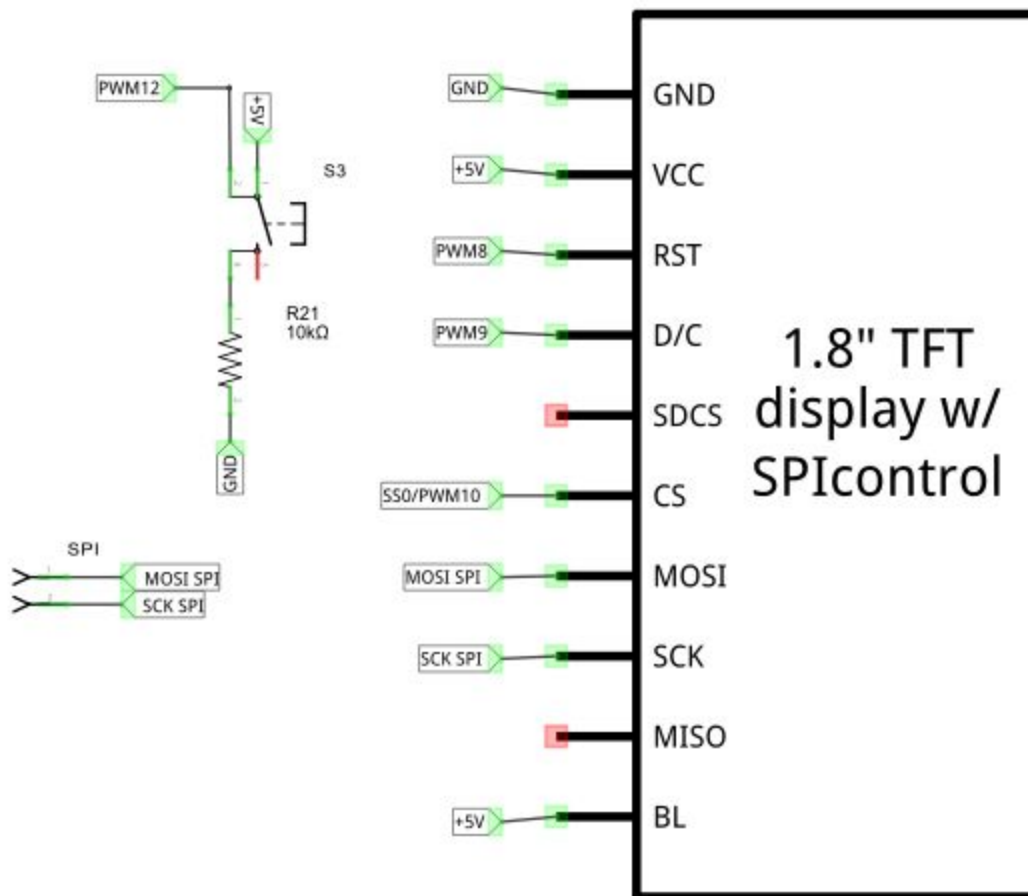 PWM12
+5V
S3
R21
10kΩ
GND
SPI
MOSI SPI
SCK SPI
GND
GND
+5V
VCC
PWM8
RST
PWM9
D/C
SDCS
SS0/PWM10
CS
MOSI SPI
MOSI
SCK SPI
SCK
MISO
+5V
BL
1.8" TFT
display w/
SPIcontrol